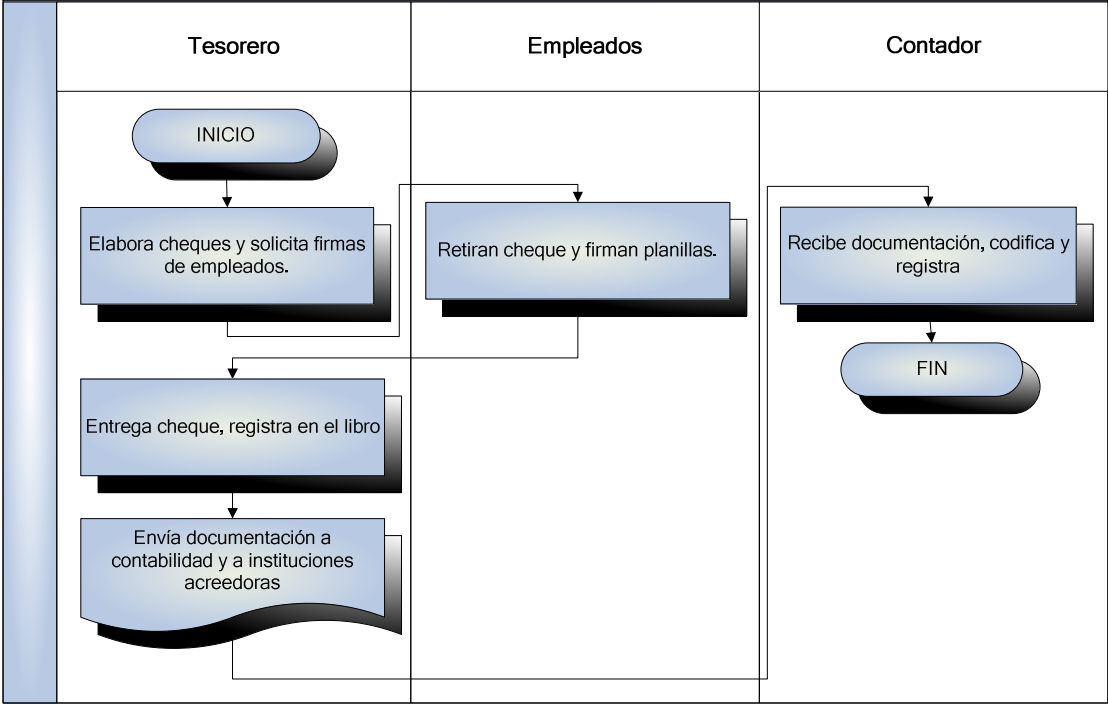 Tesorero
Empleados
Contador
INICIO
Elabora cheques y solicita firmas
de empleados.
Retiran cheque y firman planillas.
Recibe documentación, codifica y
registra
FIN
Entrega cheque, registra en el libro
Envía documentación a
contabilidad y a instituciones
acreedoras